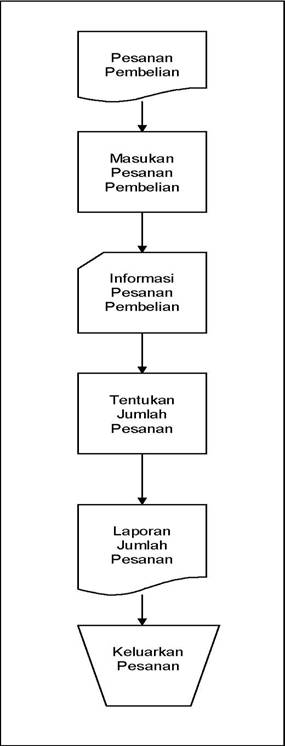 Pesanan
Pembelian
Masukan
Pesanan
Pembelian
Informasi
Pesanan
Pembelian
Tentukan
Jumlah
Pesanan
Laporan
Jumlah
Pesanan
Keluarkan
Pesanan